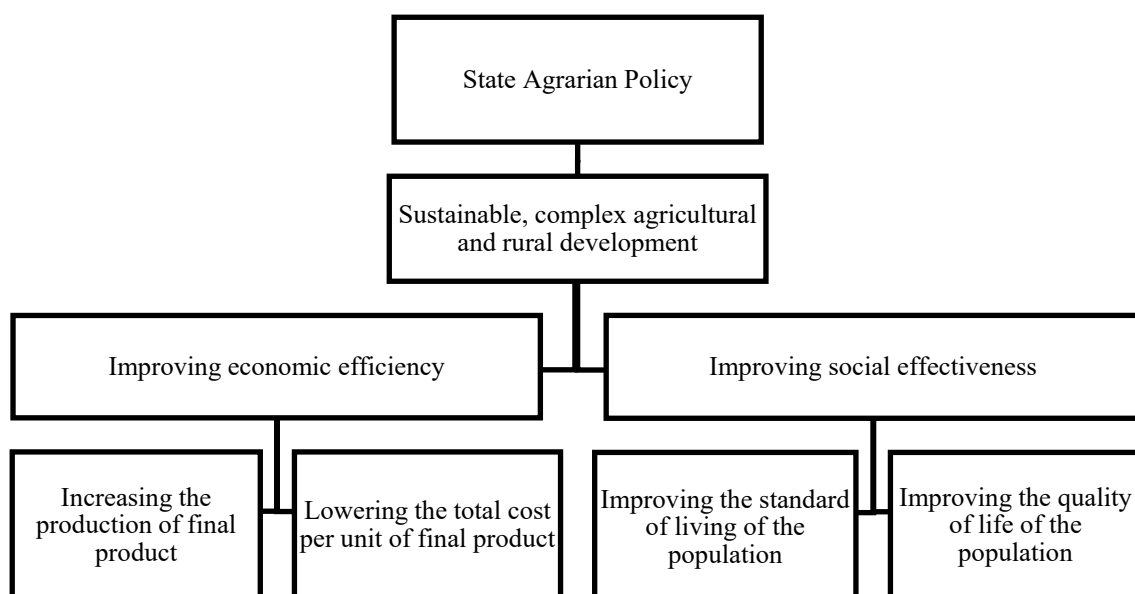 State Agrarian Policy
Sustainable, complex agricultural
and rural development
Improving economic efficiency
Improving social effectiveness
Increasing the
production of final
product
Lowering the total cost
per unit of final product
Improving the standard
of living of the
population
Improving the quality
of life of the
population